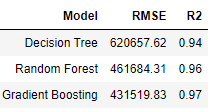 Model RMSE R2
Decision Tree 620657.62 0.94
Random Forest 461684.31 0.96
Gradient Boosting 431519.83 0.97